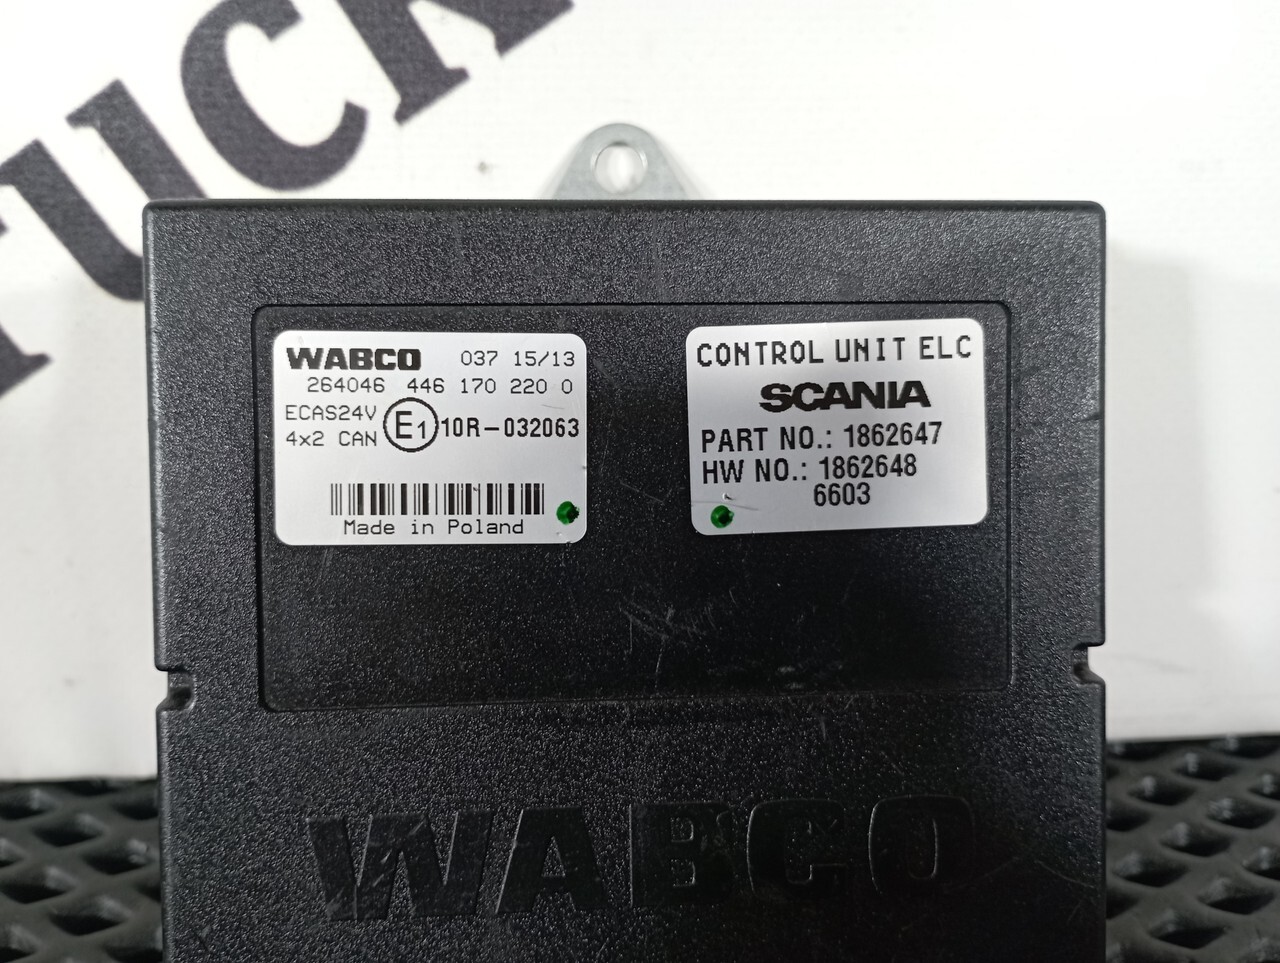 TUCK
WABCO 037 15/13
264046 446 170 220 0
ECAS24V
4x2 CAN
E1 10R-032063
Made in Poland
CONTROL UNIT ELC
SCANIA
PART NO.: 1862647
HW NO.: 1862648
6603
WABCO